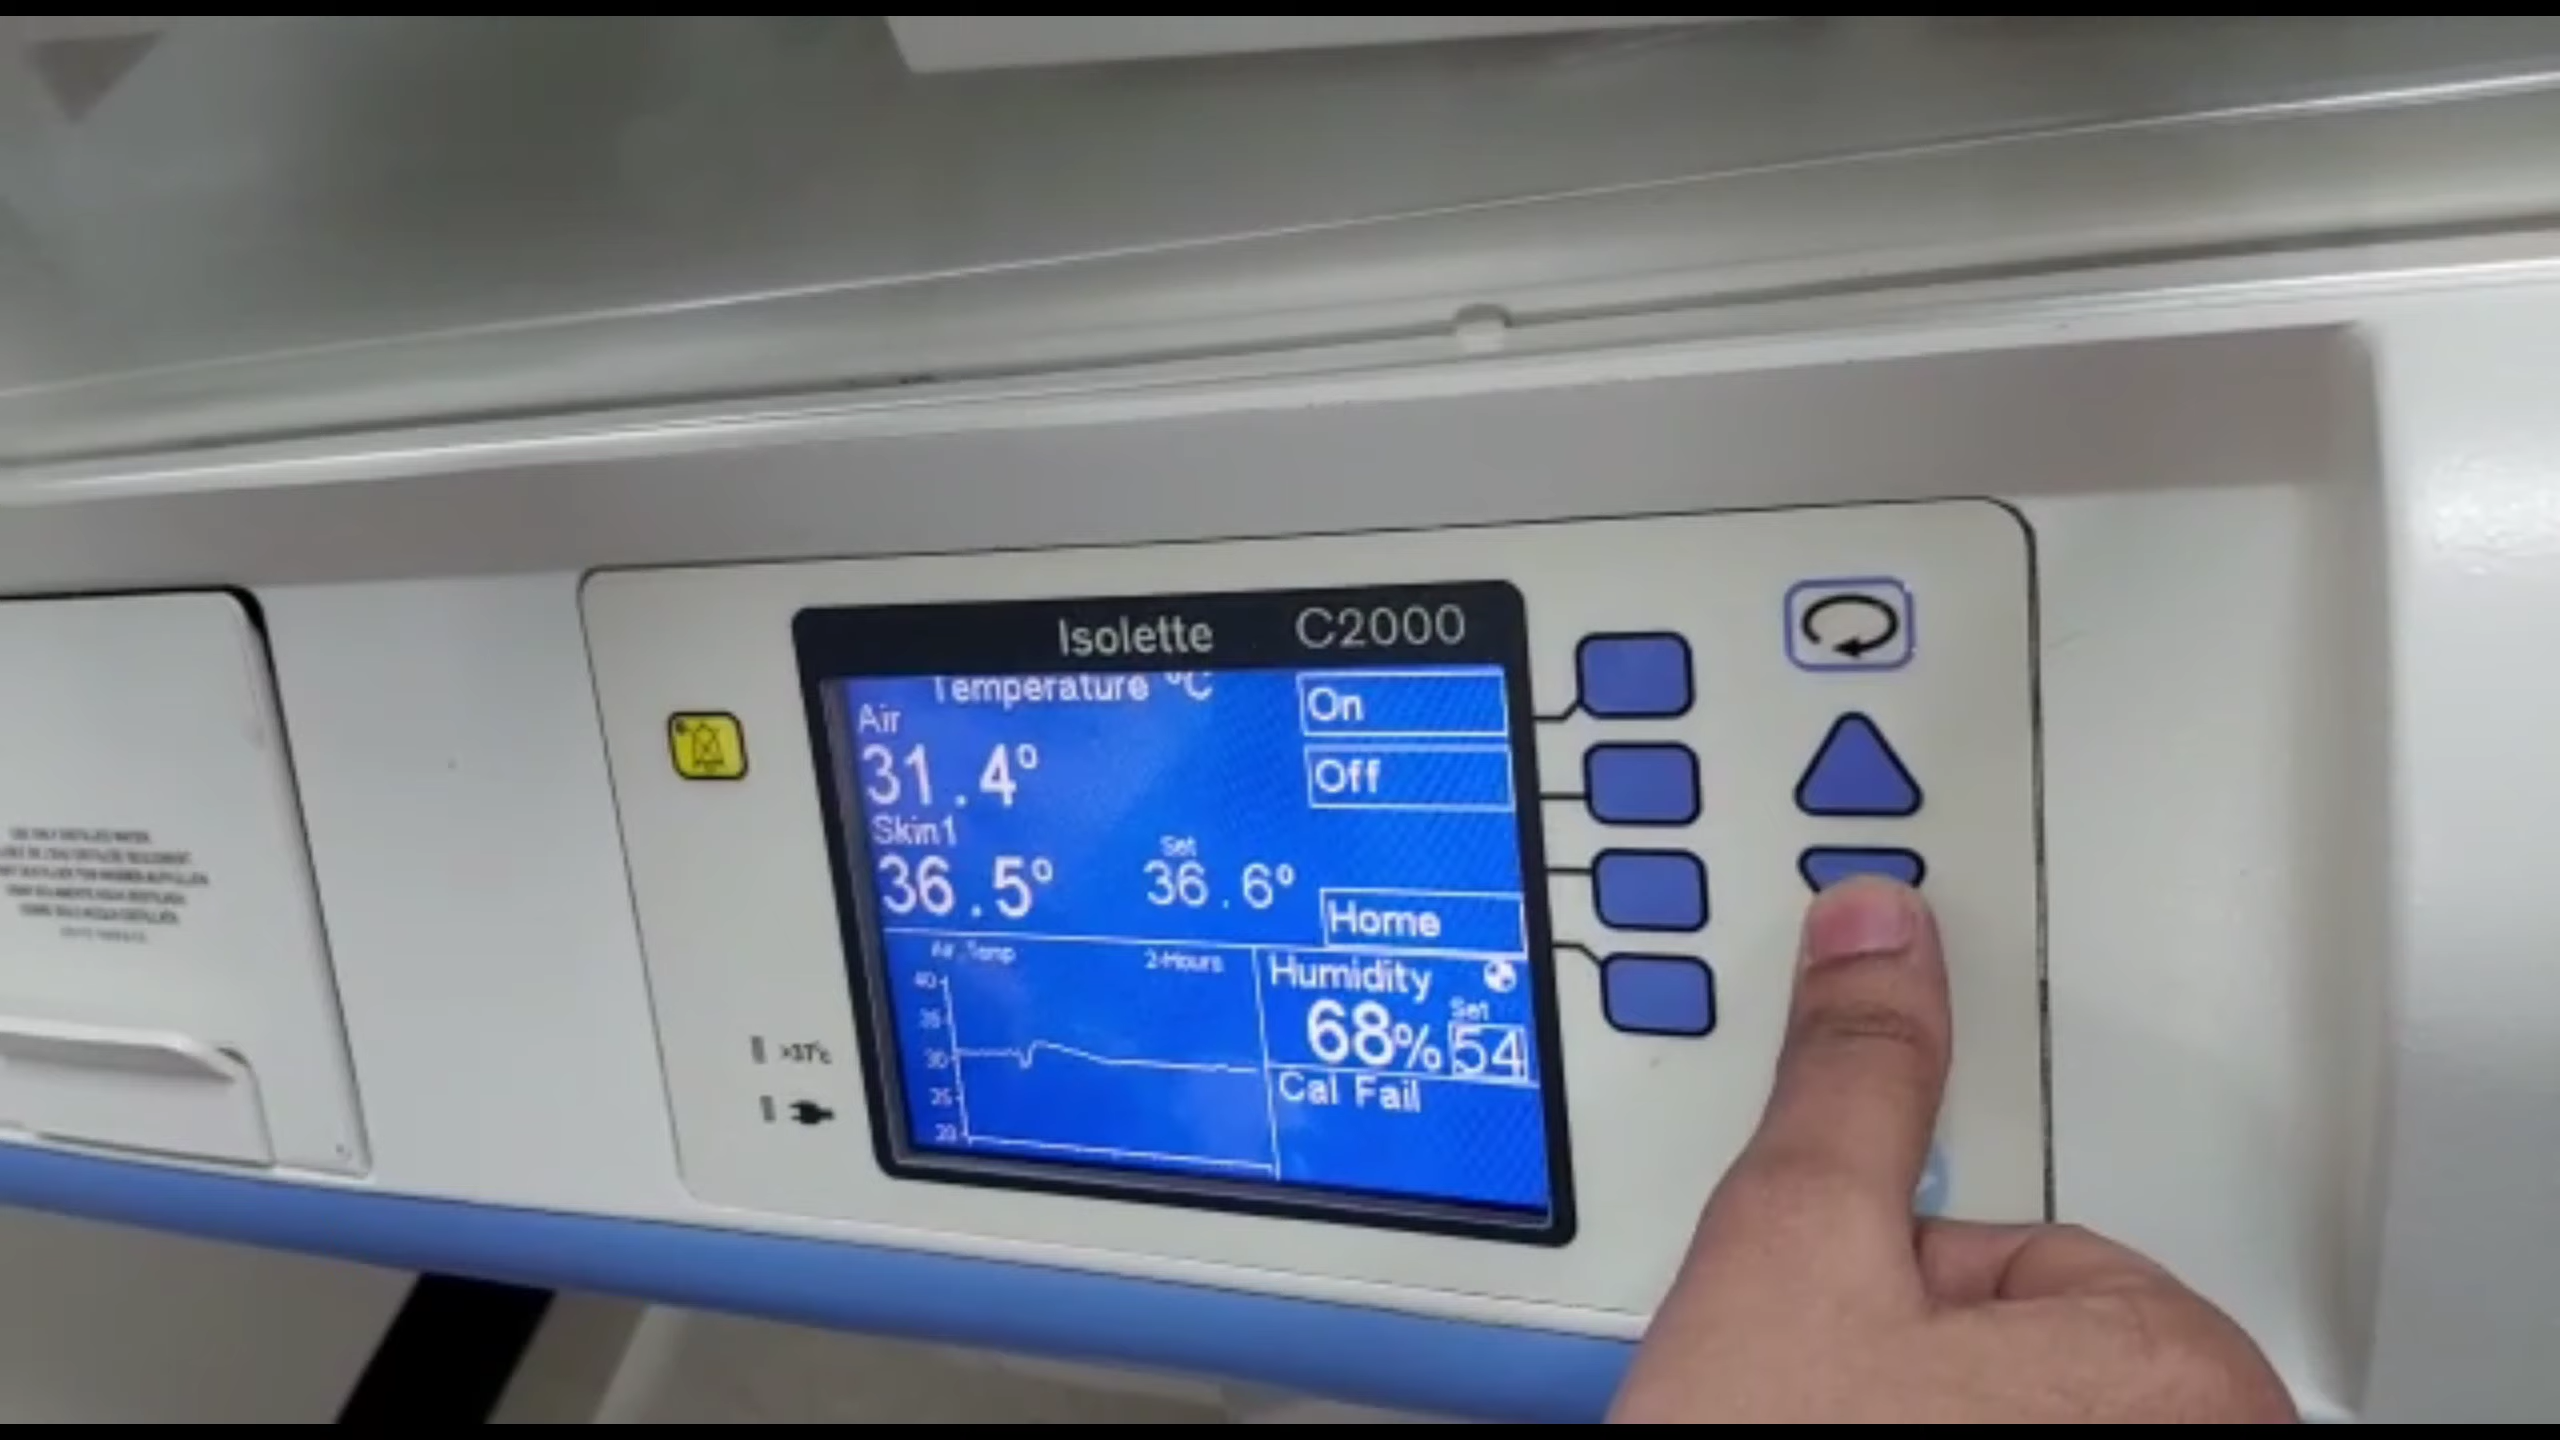 Isolette C2000
Temperature °C
Air
31.4°
On
Off
Skin1
36.5°
Set
36.6°
Home
Air Temp
2-Hours
40
35
30
25
20
Humidity
68%
Set
54
Cal Fail
>37°c